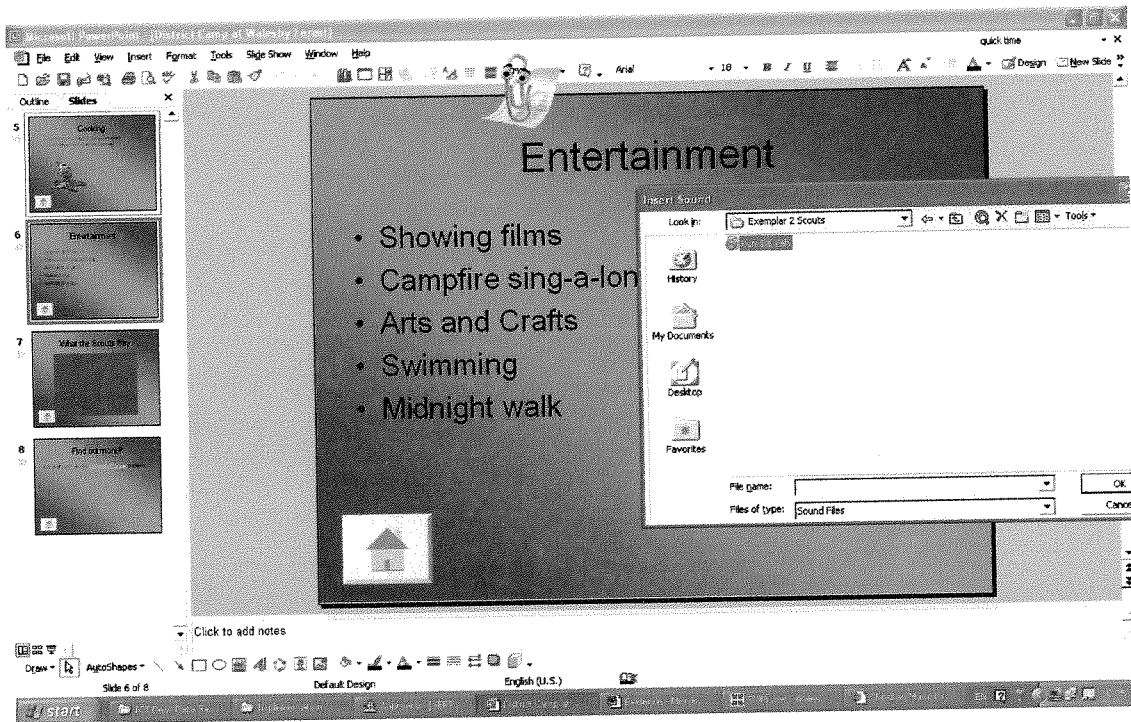 Microsoft PowerPoint - [District Camp at Walesby Forest]
File Edit View Insert Format Tools Slide Show Window Help
quick time
Arial
18
B I U
Design
New Slide
Outline
Slides
5
Cooking
6
Entertainment
7
What the Scouts Say
8
Find out more?
Entertainment
• Showing films
• Campfire sing-a-lon
• Arts and Crafts
• Swimming
• Midnight walk
Insert Sound
Look in:
Exemplar 2 Scouts
Tools
History
My Documents
Desktop
Favorites
File name:
OK
Files of type:
Sound Files
Cance
Click to add notes
Draw
AutoShapes
Slide 6 of 8
Default Design
English (U.S.)
start
EN